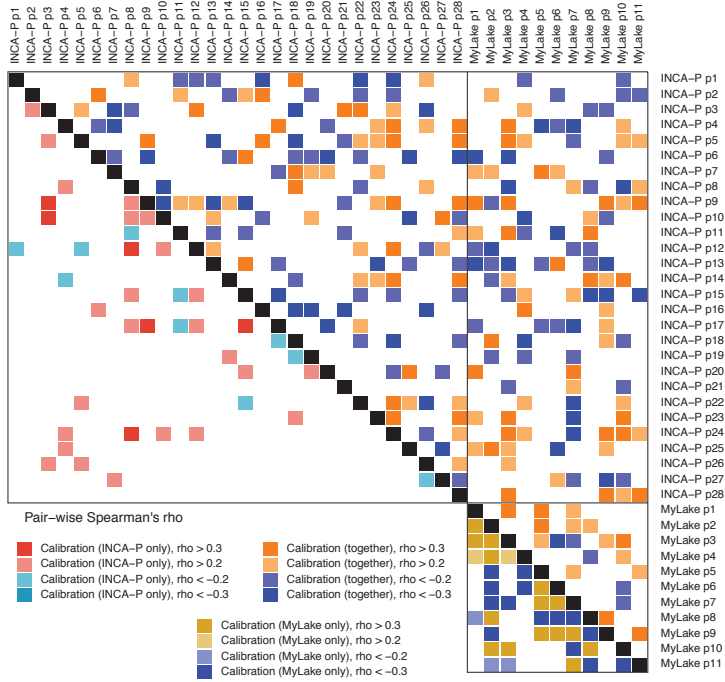 INCA−P p1
INCA−P p2
INCA−P p3
INCA−P p4
INCA−P p5
INCA−P p6
INCA−P p7
INCA−P p8
INCA−P p9
INCA−P p10
INCA−P p11
INCA−P p12
INCA−P p13
INCA−P p14
INCA−P p15
INCA−P p16
INCA−P p17
INCA−P p18
INCA−P p19
INCA−P p20
INCA−P p21
INCA−P p22
INCA−P p23
INCA−P p24
INCA−P p25
INCA−P p26
INCA−P p27
INCA−P p28
MyLake p1
MyLake p2
MyLake p3
MyLake p4
MyLake p5
MyLake p6
MyLake p7
MyLake p8
MyLake p9
MyLake p10
MyLake p11
INCA−P p1
INCA−P p2
INCA−P p3
INCA−P p4
INCA−P p5
INCA−P p6
INCA−P p7
INCA−P p8
INCA−P p9
INCA−P p10
INCA−P p11
INCA−P p12
INCA−P p13
INCA−P p14
INCA−P p15
INCA−P p16
INCA−P p17
INCA−P p18
INCA−P p19
INCA−P p20
INCA−P p21
INCA−P p22
INCA−P p23
INCA−P p24
INCA−P p25
INCA−P p26
INCA−P p27
INCA−P p28
MyLake p1
MyLake p2
MyLake p3
MyLake p4
MyLake p5
MyLake p6
MyLake p7
MyLake p8
MyLake p9
MyLake p10
MyLake p11
Pair−wise Spearman's rho
Calibration (INCA−P only), rho > 0.3
Calibration (INCA−P only), rho > 0.2
Calibration (INCA−P only), rho < −0.2
Calibration (INCA−P only), rho < −0.3
Calibration (together), rho > 0.3
Calibration (together), rho > 0.2
Calibration (together), rho < −0.2
Calibration (together), rho < −0.3
Calibration (MyLake only), rho > 0.3
Calibration (MyLake only), rho > 0.2
Calibration (MyLake only), rho < −0.2
Calibration (MyLake only), rho < −0.3